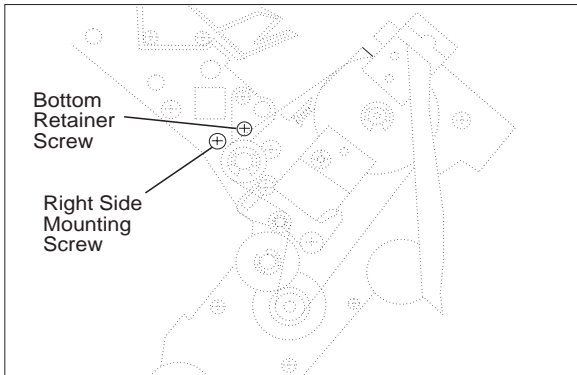 Bottom
Retainer
Screw
Right Side
Mounting
Screw